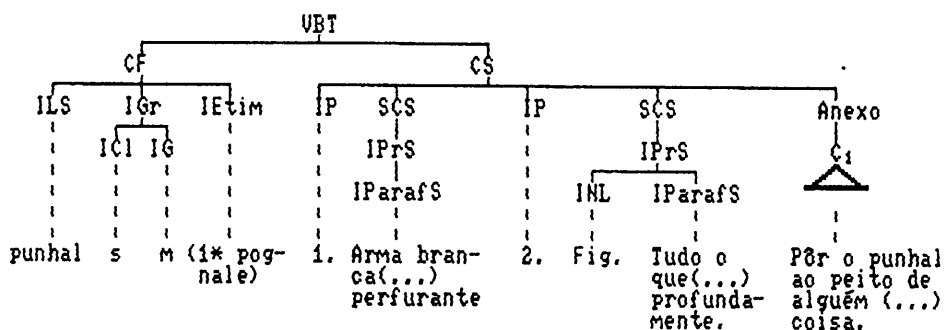 VBT
CF CS
ILS IGr IEtim IP SCS IP SCS Anexo
ICl IG IPrS IPrS C1
IParafS INL IParafS
punhal s m (i* pog- 1. Arma bran- 2. Fig. Tudo o Pôr o punhal
nale) ca(...) que(...) ao peito de
perfurante profunda- alguém (...)
mente. coisa.